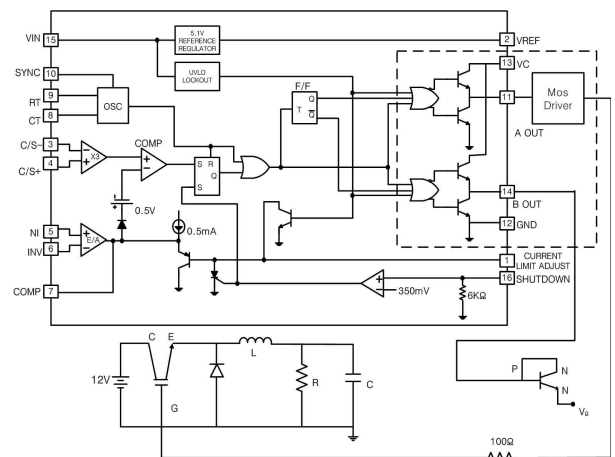 VIN 15
5.1V
REFERENCE
REGULATOR
2 VREF
UVLO
LOCKOUT
13 VC
SYNC 10
RT 9
CT 8
OSC
F/F
Q
T Q
11
Mos
Driver
A OUT
C/S− 3
C/S+ 4
X3
COMP
S R
Q
S
14
B OUT
0.5V
12 GND
NI 5
INV 6
E/A
0.5mA
1 CURRENT
LIMIT ADJUST
16 SHUTDOWN
COMP 7
350mV
6KΩ
C E
L
12V
R
C
G
P N
N
Vg
100Ω